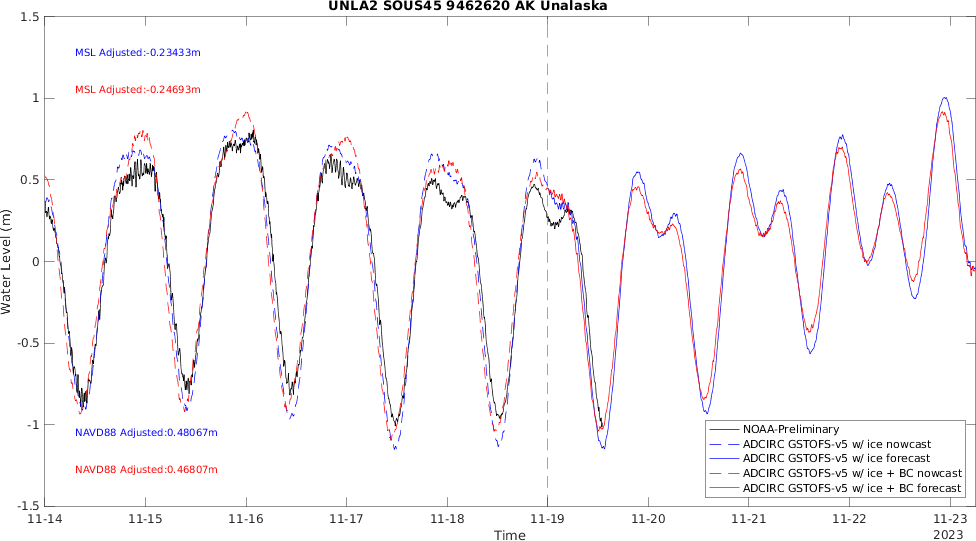 UNLA2 SOUS45 9462620 AK Unalaska
1.5
1
0.5
0
-0.5
-1
-1.5
Water Level (m)
MSL Adjusted:-0.23433m
MSL Adjusted:-0.24693m
NAVD88 Adjusted:0.48067m
NAVD88 Adjusted:0.46807m
NOAA-Preliminary
ADCIRC GSTOFS-v5 w/ ice nowcast
ADCIRC GSTOFS-v5 w/ ice forecast
ADCIRC GSTOFS-v5 w/ ice + BC nowcast
ADCIRC GSTOFS-v5 w/ ice + BC forecast
11-14 11-15 11-16 11-17 11-18 11-19 11-20 11-21 11-22 11-23
2023
Time